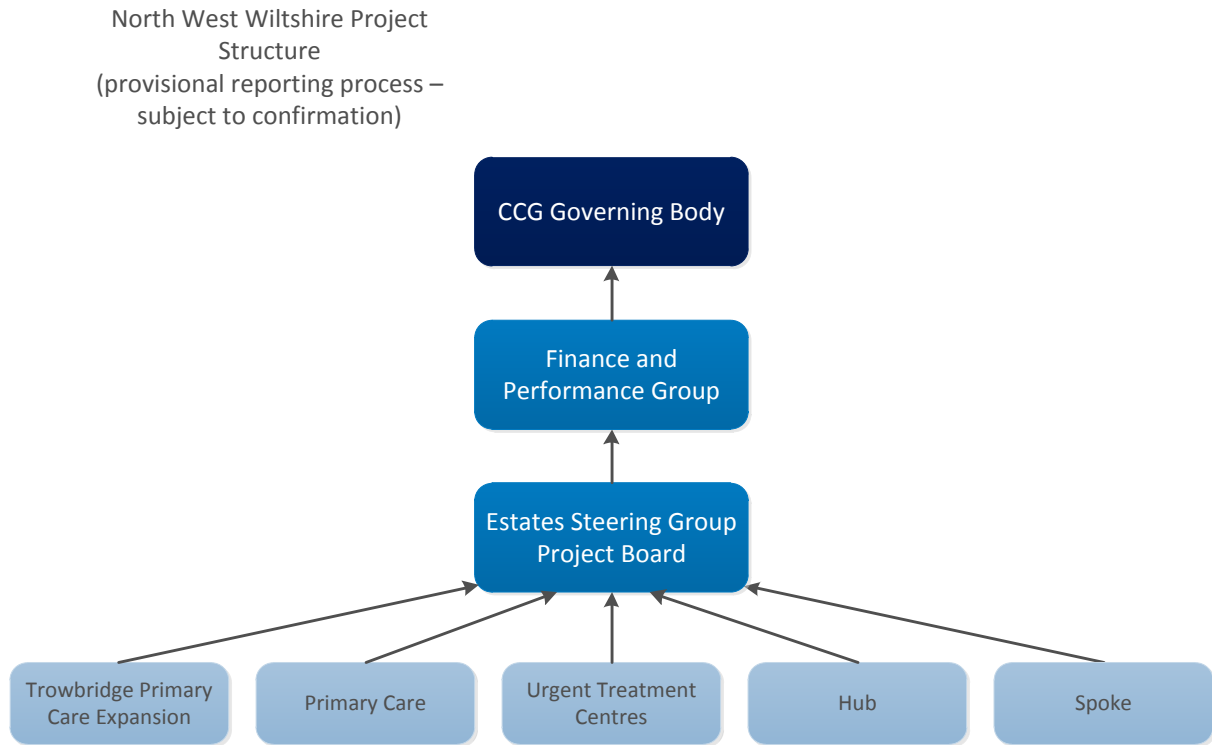 North West Wiltshire Project
Structure
(provisional reporting process –
subject to confirmation)
CCG Governing Body
Finance and
Performance Group
Estates Steering Group
Project Board
Trowbridge Primary
Care Expansion
Primary Care
Urgent Treatment
Centres
Hub
Spoke